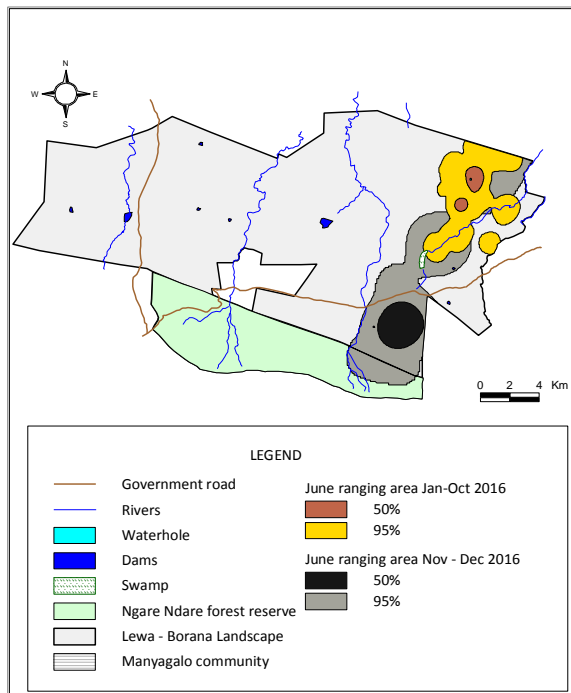 N
W E
S
0 2 4 Km
LEGEND
Government road
Rivers
Waterhole
Dams
Swamp
Ngare Ndare forest reserve
Lewa - Borana Landscape
Manyagalo community
June ranging area Jan-Oct 2016
50%
95%
June ranging area Nov - Dec 2016
50%
95%